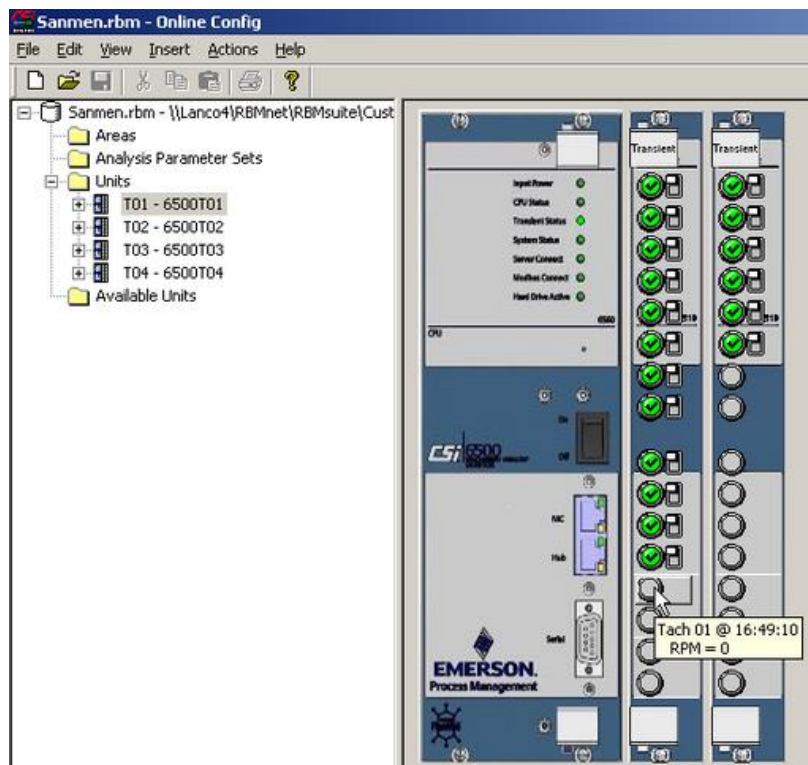 Sanmen.rbm - Online Config
File Edit View Insert Actions Help
Sanmen.rbm - \\Lanco4\RBMnet\RBMsuite\Cust
Areas
Analysis Parameter Sets
Units
T01 - 6500T01
T02 - 6500T02
T03 - 6500T03
T04 - 6500T04
Available Units
Input Power
CPU Status
Transient Status
System Status
Server Connect
Modbus Connect
Hard Drive Active
6560
CPU
On
Off
CSi 6500
NIC
Hub
Serial
EMERSON.
Process Management
Transient
510
Transient
510
Tach 01 @ 16:49:10
RPM = 0